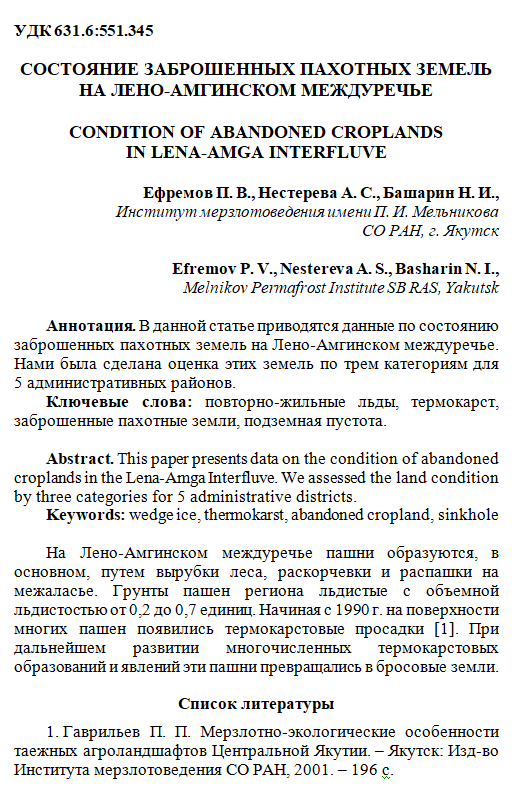 УДК 631.6:551.345
СОСТОЯНИЕ ЗАБРОШЕННЫХ ПАХОТНЫХ ЗЕМЕЛЬ
НА ЛЕНО-АМГИНСКОМ МЕЖДУРЕЧЬЕ
CONDITION OF ABANDONED CROPLANDS
IN LENA-AMGA INTERFLUVE
Ефремов П. В., Нестерева А. С., Башарин Н. И.,
Институт мерзлотоведения имени П. И. Мельникова
СО РАН, г. Якутск
Efremov P. V., Nestereva A. S., Basharin N. I.,
Melnikov Permafrost Institute SB RAS, Yakutsk
Аннотация. В данной статье приводятся данные по состоянию
заброшенных пахотных земель на Лено-Амгинском междуречье.
Нами была сделана оценка этих земель по трем категориям для
5 административных районов.
Ключевые слова: повторно-жильные льды, термокарст,
заброшенные пахотные земли, подземная пустота.
Abstract. This paper presents data on the condition of abandoned
croplands in the Lena-Amga Interfluve. We assessed the land condition
by three categories for 5 administrative districts.
Keywords: wedge ice, thermokarst, abandoned cropland, sinkhole
На Лено-Амгинском междуречье пашни образуются, в
основном, путем вырубки леса, раскорчевки и распашки на
межаласье. Грунты пашен региона льдистые с объемной
льдистостью от 0,2 до 0,7 единиц. Начиная с 1990 г. на поверхности
многих пашен появились термокарстовые просадки [1]. При
дальнейшем развитии многочисленных термокарстовых
образований и явлений эти пашни превращались в бросовые земли.
Список литературы
1. Гаврильев П. П. Мерзлотно-экологические особенности
таежных агроландшафтов Центральной Якутии. – Якутск: Изд-во
Института мерзлотоведения СО РАН, 2001. – 196 с.